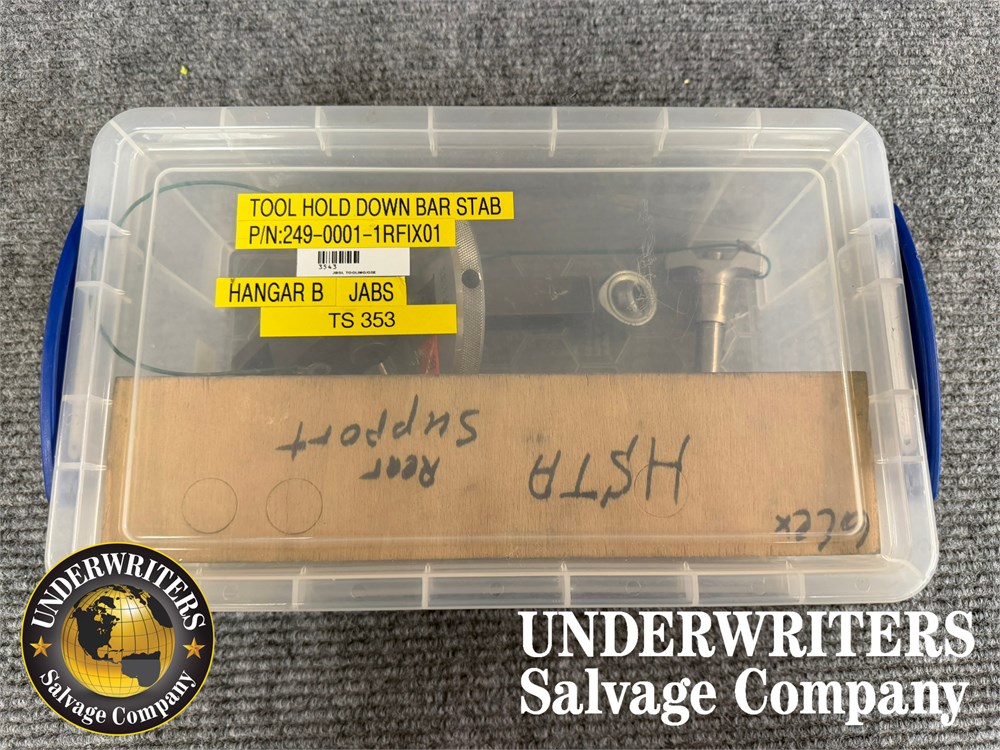 TOOL HOLD DOWN BAR STAB
P/N:249-0001-1RFIX01
3543
HANGAR B JABS
TS 353
HSTA
Rear
Support
UNDERWRITERS
Salvage Company
UNDERWRITERS
Salvage Company